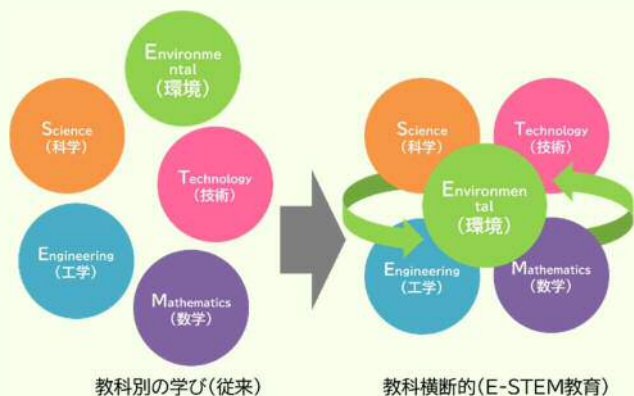 Environme
ntal
(環境)
Science
(科学)
Technology
(技術)
Engineering
(工学)
Mathematics
(数学)
教科別の学び(従来)
Science
(科学)
Technology
(技術)
Environmen
tal
(環境)
Engineering
(工学)
Mathematics
(数学)
教科横断的(E-STEM教育)